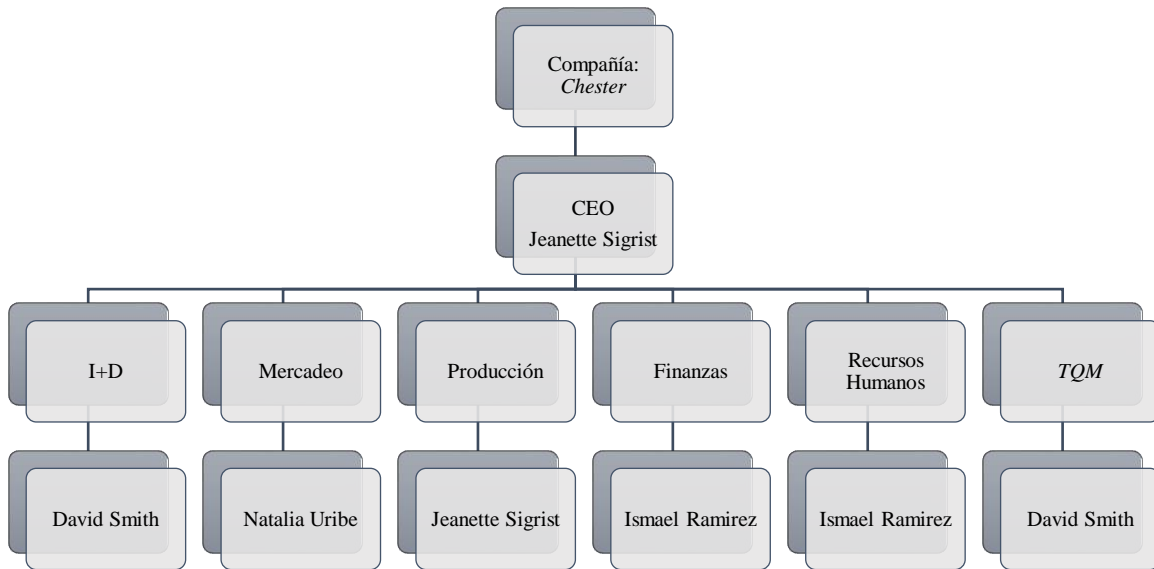 Compañía:
Chester
CEO
Jeanette Sigrist
I+D
Mercadeo
Producción
Finanzas
Recursos
Humanos
TQM
David Smith
Natalia Uribe
Jeanette Sigrist
Ismael Ramirez
Ismael Ramirez
David Smith